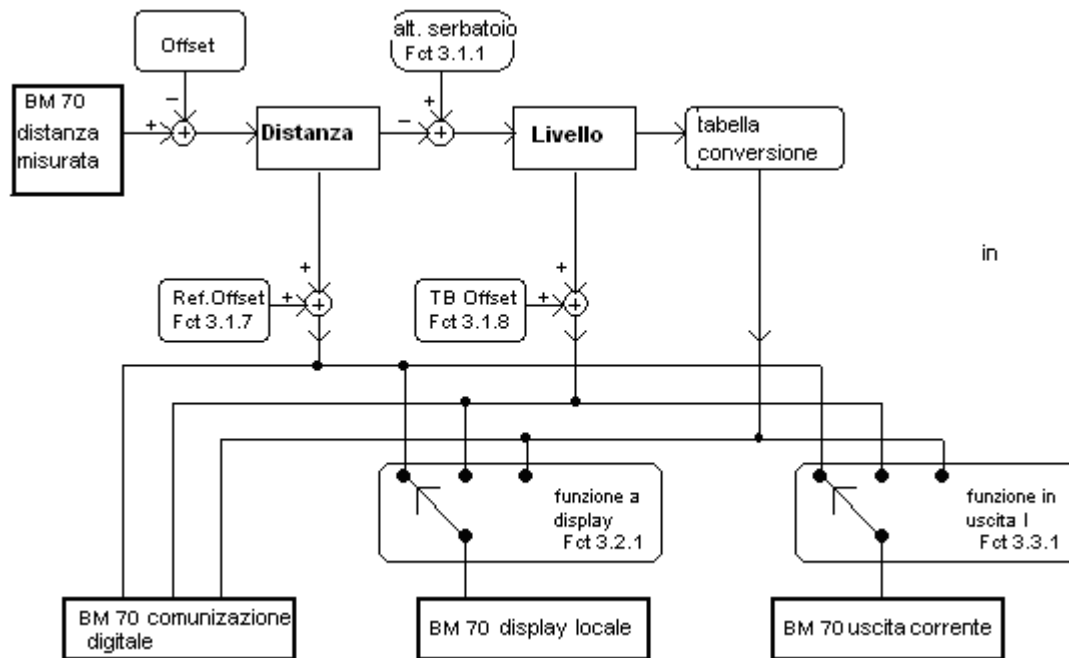 Offset
alt. serbatoio
Fct 3.1.1
BM 70
distanza
misurata
−
+
+
Distanza
−
+
+
Livello
tabella
conversione
in
+
Ref.Offset
Fct 3.1.7
+
+
+
TB Offset
Fct 3.1.8
+
+
funzione a
display
Fct 3.2.1
funzione in
uscita I
Fct 3.3.1
BM 70 comunizazione
digitale
BM 70 display locale
BM 70 uscita corrente